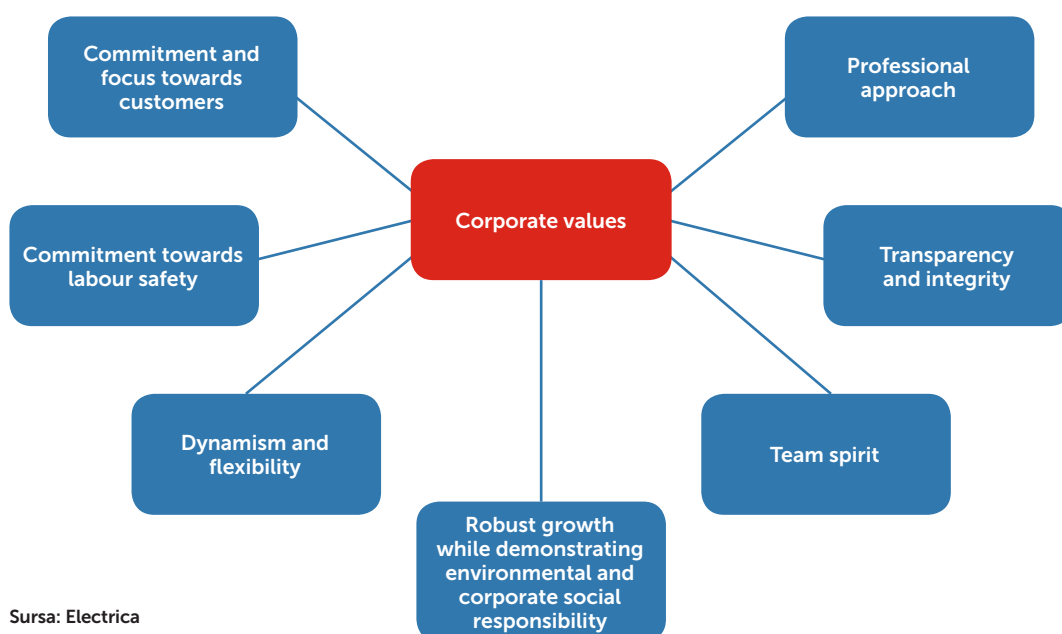 Commitment and
focus towards
customers
Professional
approach
Corporate values
Commitment towards
labour safety
Transparency
and integrity
Dynamism and
flexibility
Team spirit
Robust growth
while demonstrating
environmental and
corporate social
responsibility
Sursa: Electrica